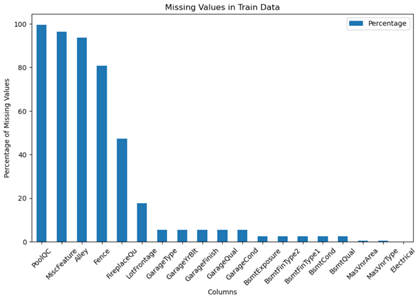 Missing Values in Train Data
Percentage
Percentage of Missing Values
100
80
60
40
20
0
PoolQC
MiscFeature
Alley
Fence
FireplaceQu
LotFrontage
GarageType
GarageYrBlt
GarageFinish
GarageQual
GarageCond
BsmtExposure
BsmtFinType2
BsmtFinType1
BsmtCond
BsmtQual
MasVnrArea
MasVnrType
Electrical
Columns